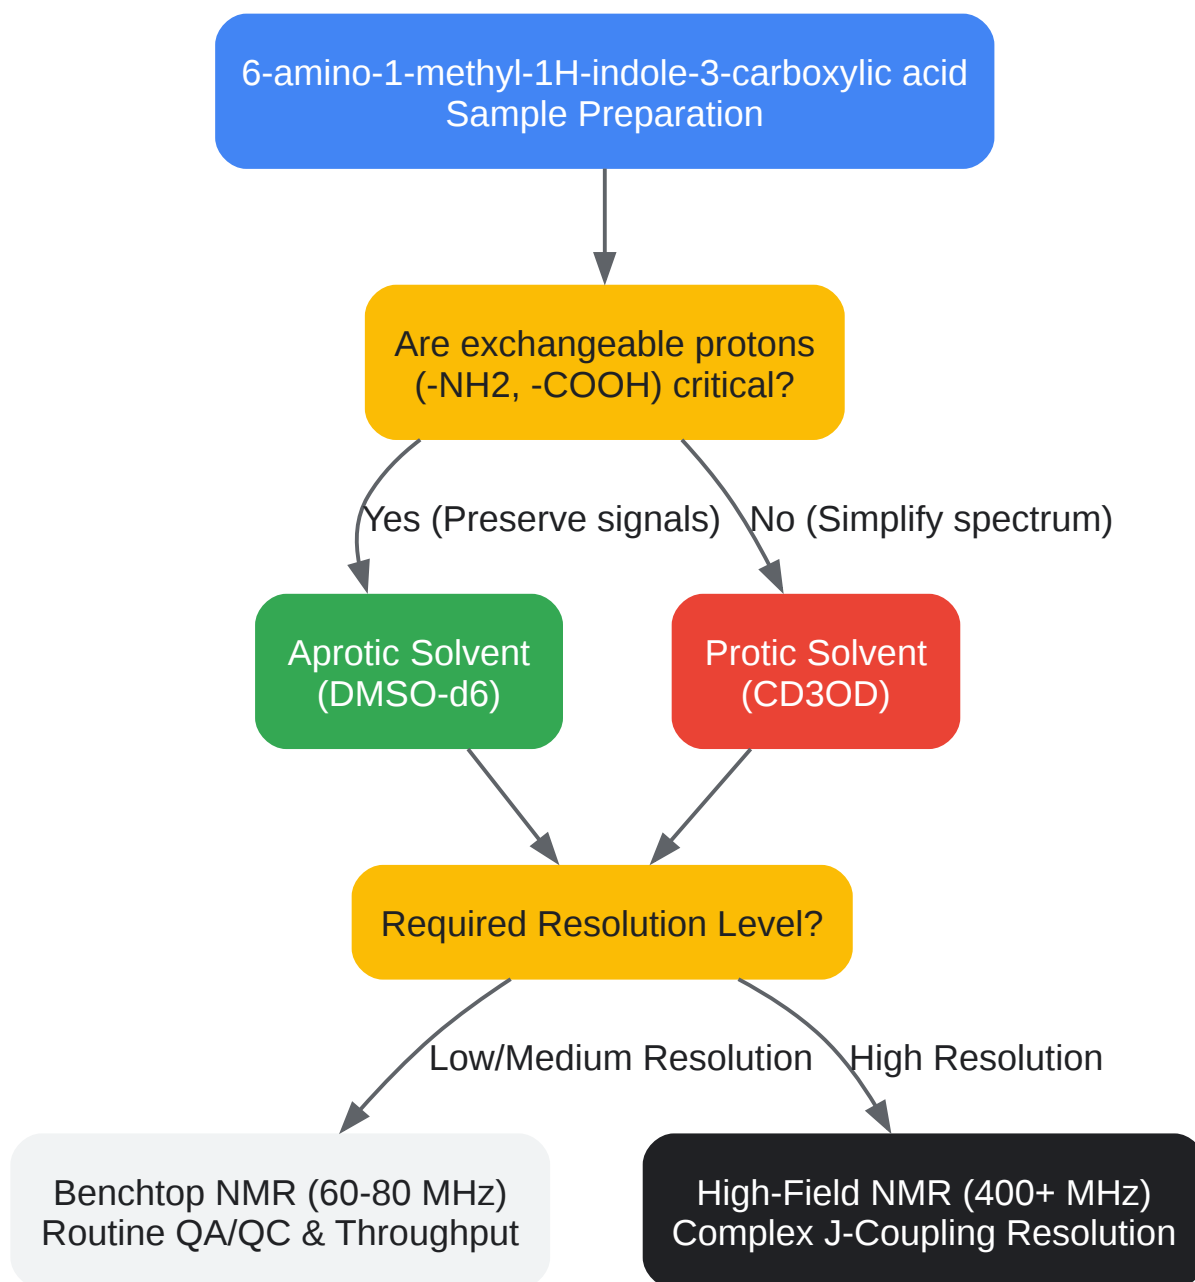 6-amino-1-methyl-1H-indole-3-carboxylic acid
Sample Preparation
Are exchangeable protons
(-NH2, -COOH) critical?
Yes (Preserve signals)
No (Simplify spectrum)
Aprotic Solvent
(DMSO-d6)
Protic Solvent
(CD3OD)
Required Resolution Level?
Low/Medium Resolution
High Resolution
Benchtop NMR (60-80 MHz)
Routine QA/QC & Throughput
High-Field NMR (400+ MHz)
Complex J-Coupling Resolution